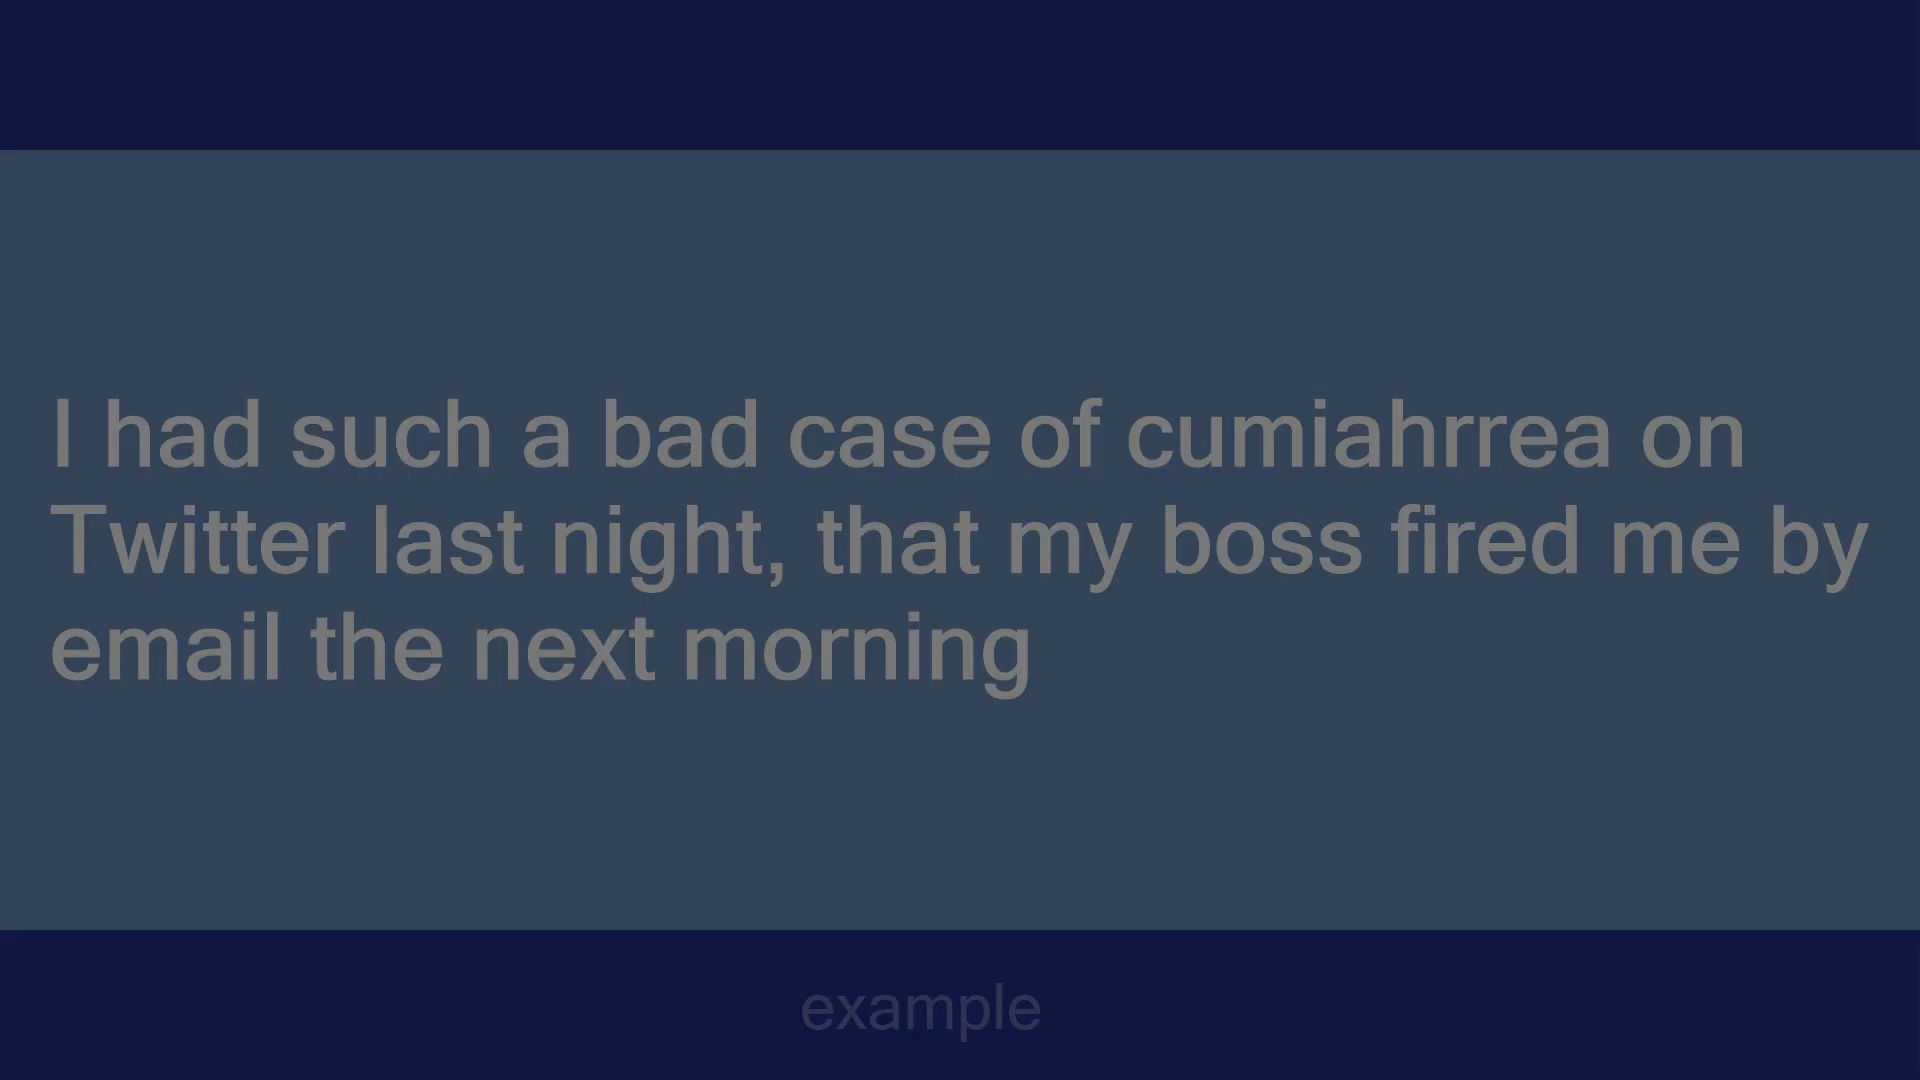 I had such a bad case of cumiahrrea on
Twitter last night, that my boss fired me by
email the next morning
example